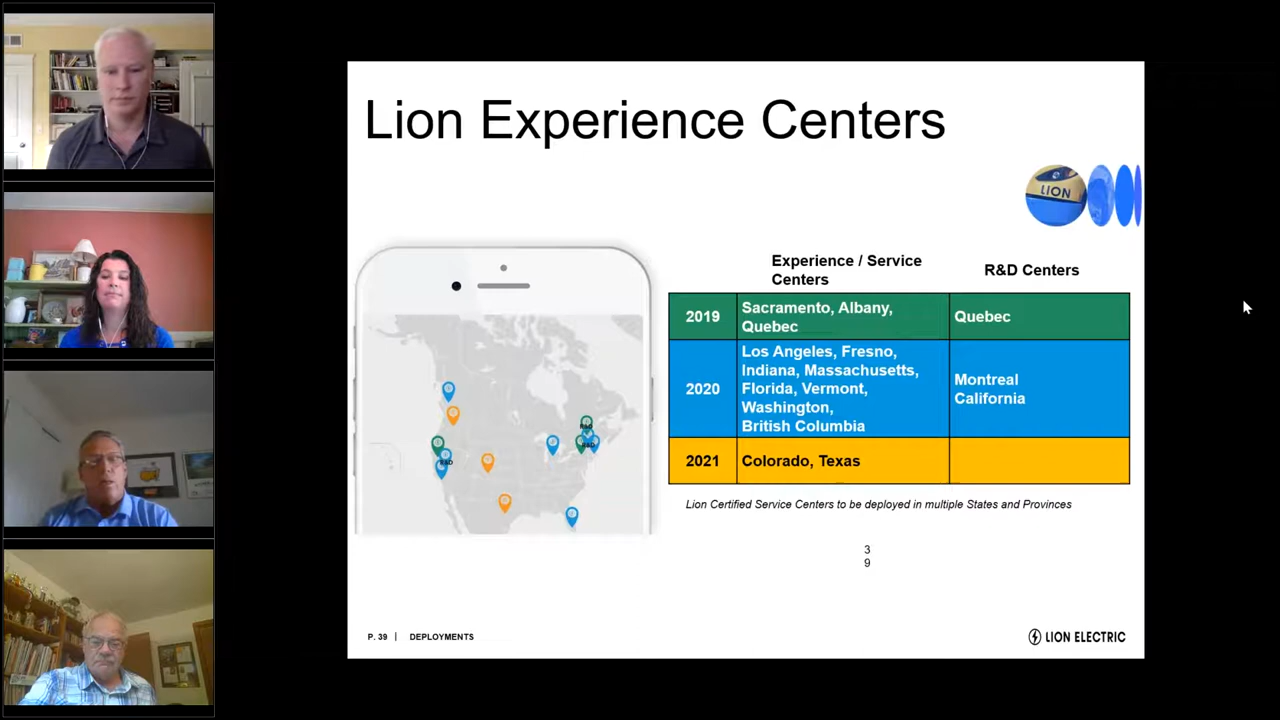 Lion Experience Centers
LION
Experience / Service
Centers
R&D Centers
2019
Sacramento, Albany,
Quebec
Quebec
2020
Los Angeles, Fresno,
Indiana, Massachusetts,
Florida, Vermont,
Washington,
British Columbia
Montreal
California
2021
Colorado, Texas
R&D
R&D
R&D
Lion Certified Service Centers to be deployed in multiple States and Provinces
3
9
P. 39 | DEPLOYMENTS
LION ELECTRIC